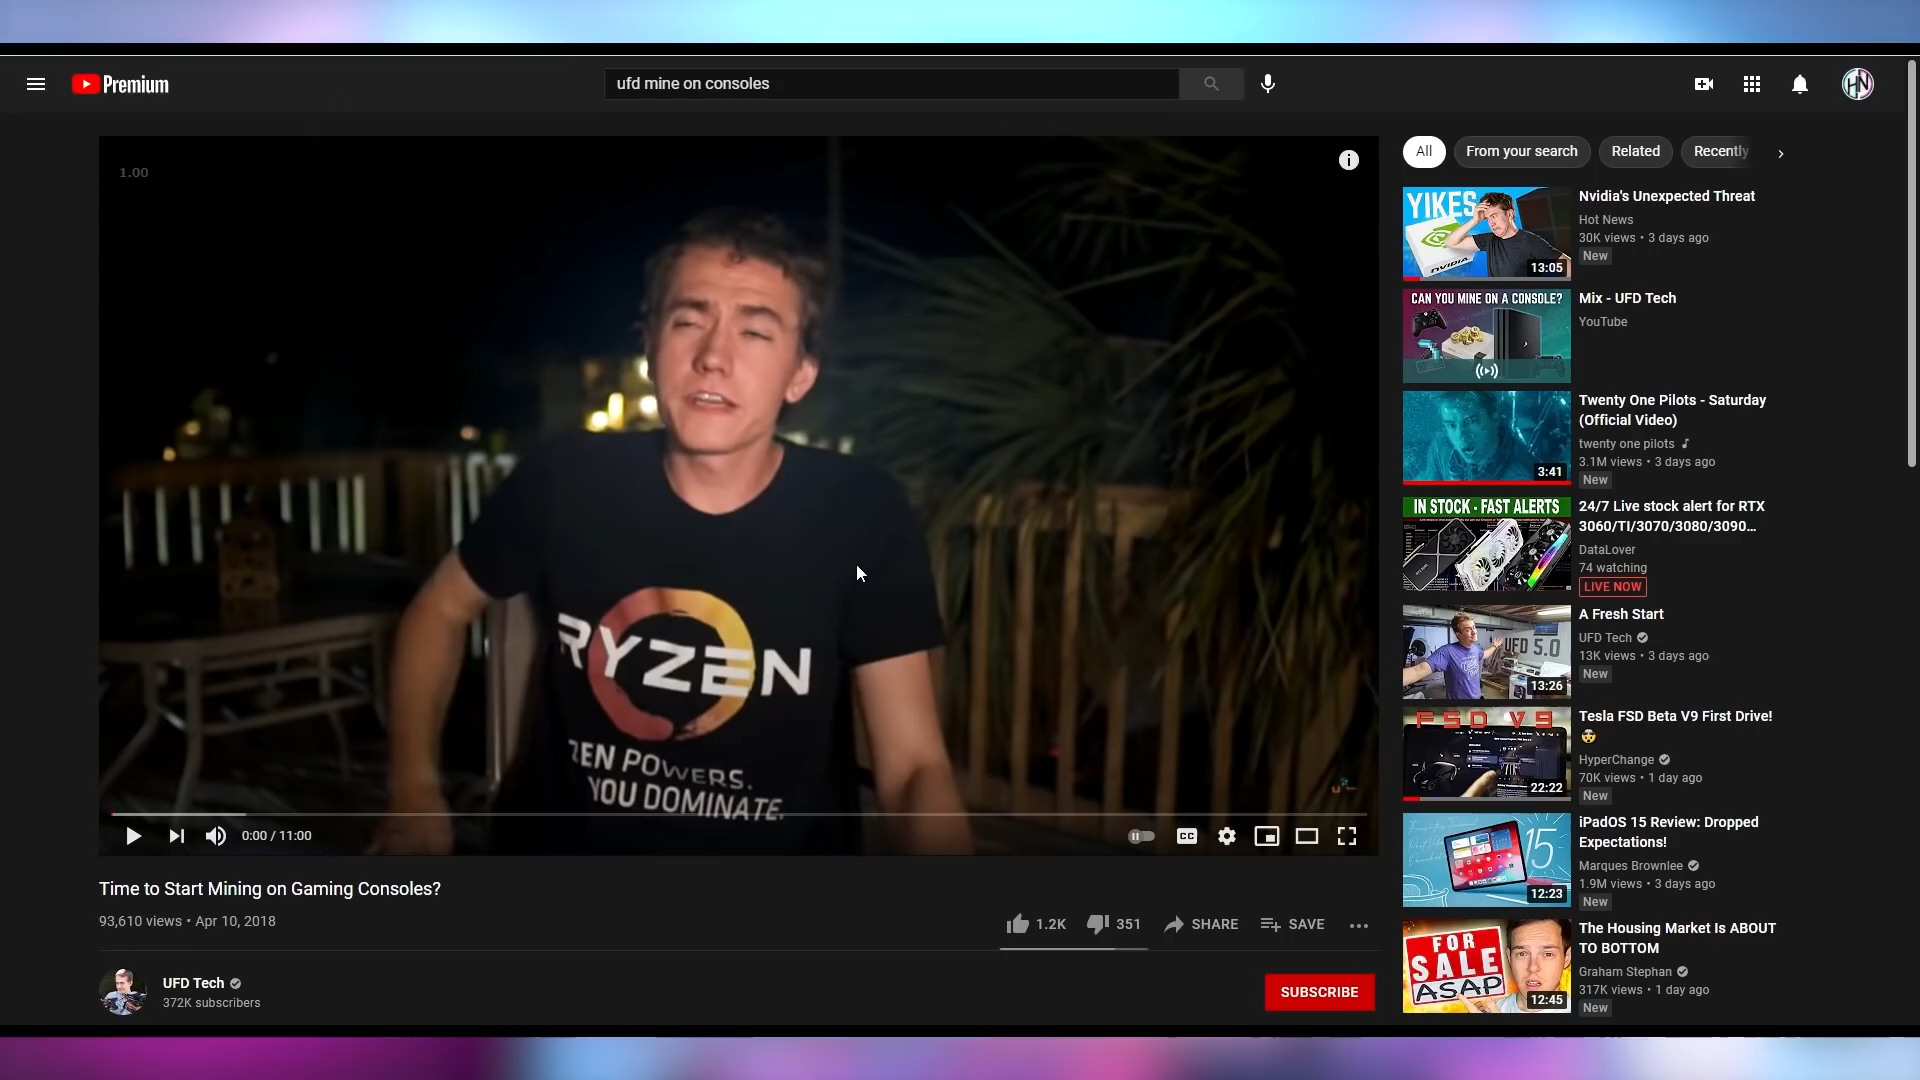 Premium
ufd mine on consoles
HN
1.00
RYZEN
ZEN POWERS.
YOU DOMINATE.
0:00 / 11:00
CC
Time to Start Mining on Gaming Consoles?
93,610 views • Apr 10, 2018
1.2K
351
SHARE
SAVE
UFD Tech
372K subscribers
SUBSCRIBE
All
From your search
Related
Recently
YIKES
NVIDIA
13:05
Nvidia's Unexpected Threat
Hot News
30K views • 3 days ago
New
CAN YOU MINE ON A CONSOLE?
Mix - UFD Tech
YouTube
3:41
Twenty One Pilots - Saturday
(Official Video)
twenty one pilots
3.1M views • 3 days ago
New
IN STOCK - FAST ALERTS
24/7 Live stock alert for RTX
3060/TI/3070/3080/3090...
DataLover
74 watching
LIVE NOW
UFD 5.0
13:26
A Fresh Start
UFD Tech
13K views • 3 days ago
New
FSD V9
22:22
Tesla FSD Beta V9 First Drive!
HyperChange
70K views • 1 day ago
New
15
12:23
iPadOS 15 Review: Dropped
Expectations!
Marques Brownlee
1.9M views • 3 days ago
New
FOR
SALE
ASAP
12:45
The Housing Market Is ABOUT
TO BOTTOM
Graham Stephan
317K views • 1 day ago
New